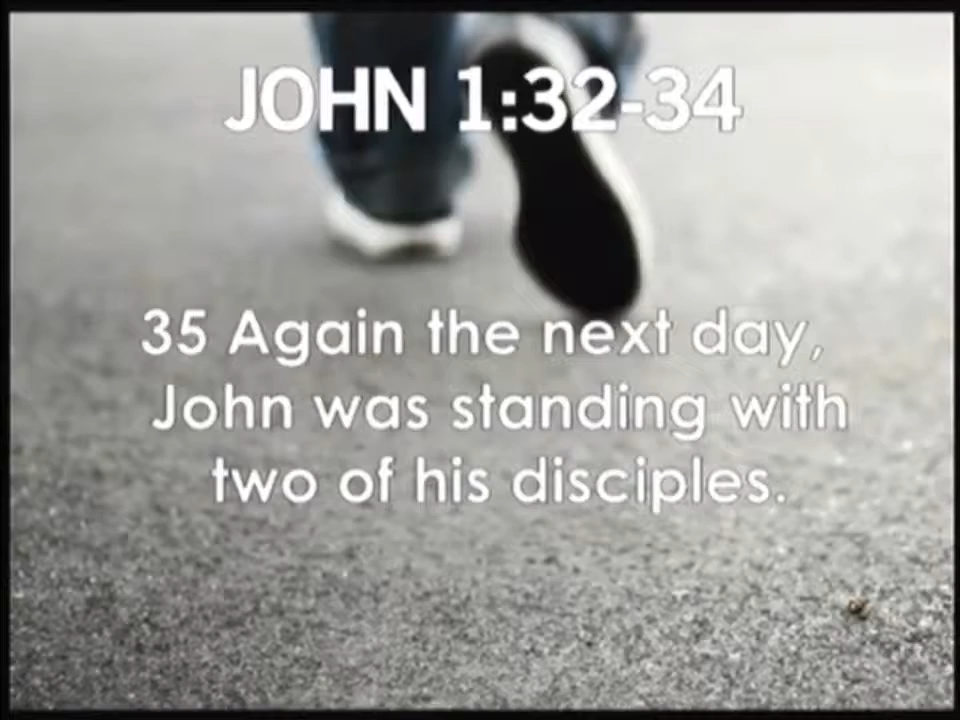 JOHN 1:32-34
35 Again the next day,
John was standing with
two of his disciples.